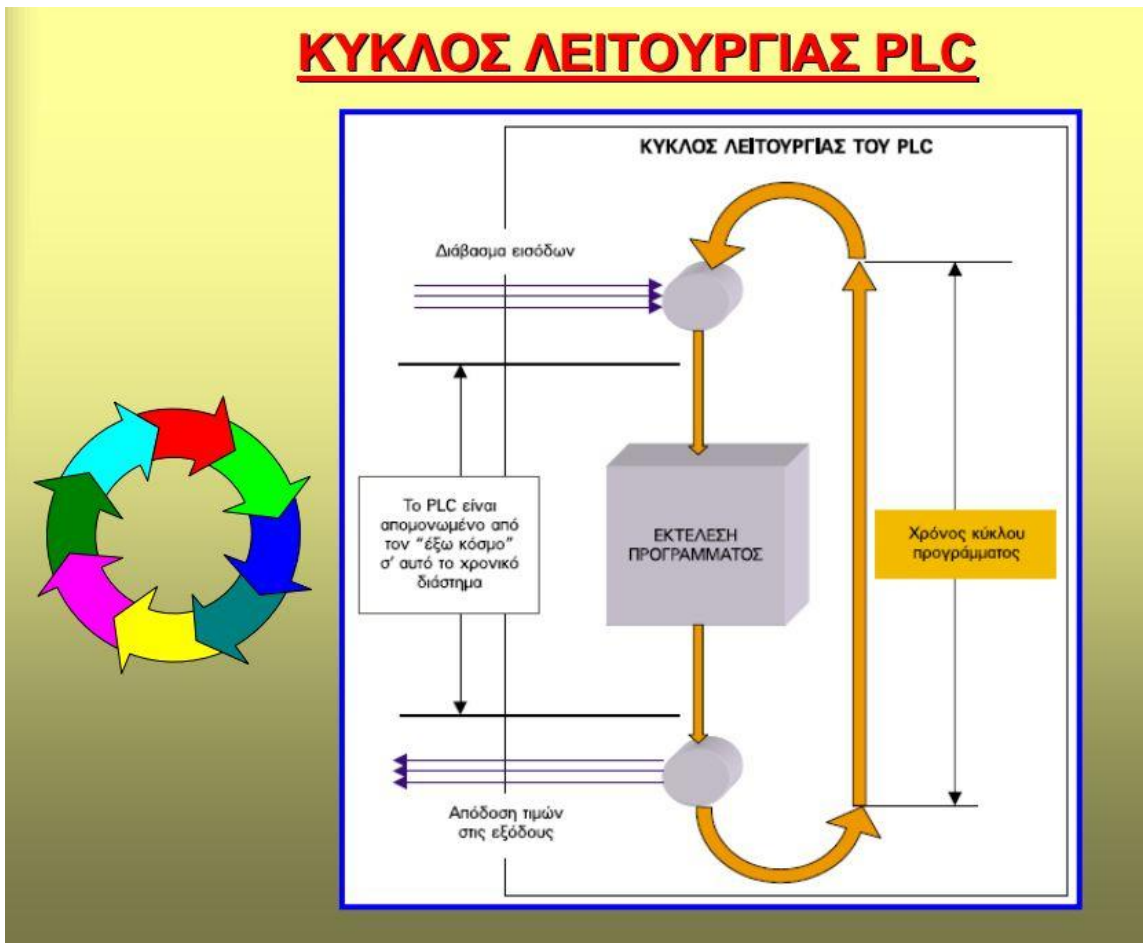 ΚΥΚΛΟΣ ΛΕΙΤΟΥΡΓΙΑΣ PLC
ΚΥΚΛΟΣ ΛΕΙΤΟΥΡΓΙΑΣ ΤΟΥ PLC
Διάβασμα εισόδων
Το PLC είναι
απομονωμένο από
τον "έξω κόσμο"
σ' αυτό το χρονικό
διάστημα
ΕΚΤΕΛΕΣΗ
ΠΡΟΓΡΑΜΜΑΤΟΣ
Χρόνος κύκλου
προγράμματος
Απόδοση τιμών
στις εξόδους